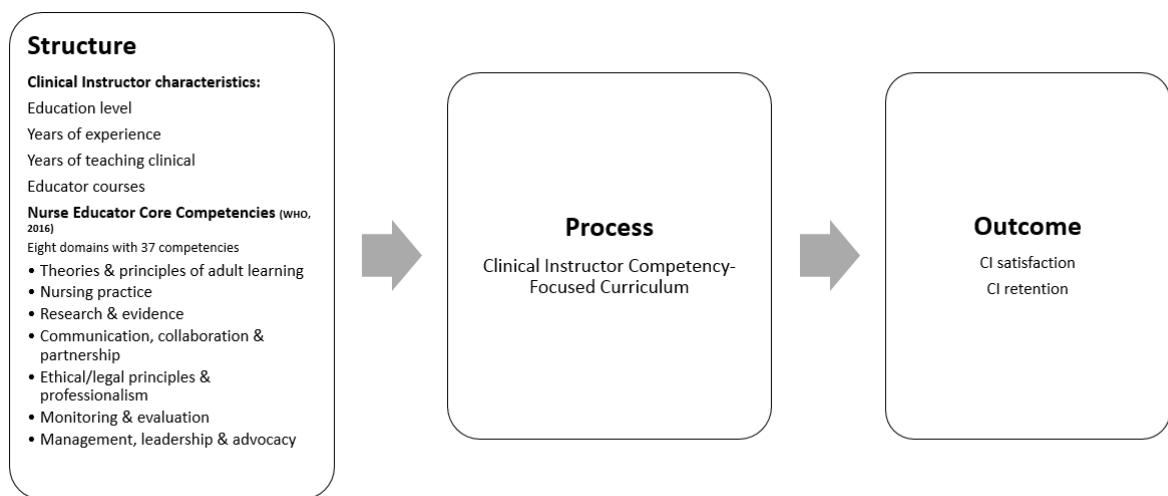 Structure
Clinical Instructor characteristics:
Education level
Years of experience
Years of teaching clinical
Educator courses
Nurse Educator Core Competencies (WHO,
2016)
Eight domains with 37 competencies
• Theories & principles of adult learning
• Nursing practice
• Research & evidence
• Communication, collaboration &
partnership
• Ethical/legal principles &
professionalism
• Monitoring & evaluation
• Management, leadership & advocacy
Process
Clinical Instructor Competency-
Focused Curriculum
Outcome
CI satisfaction
CI retention